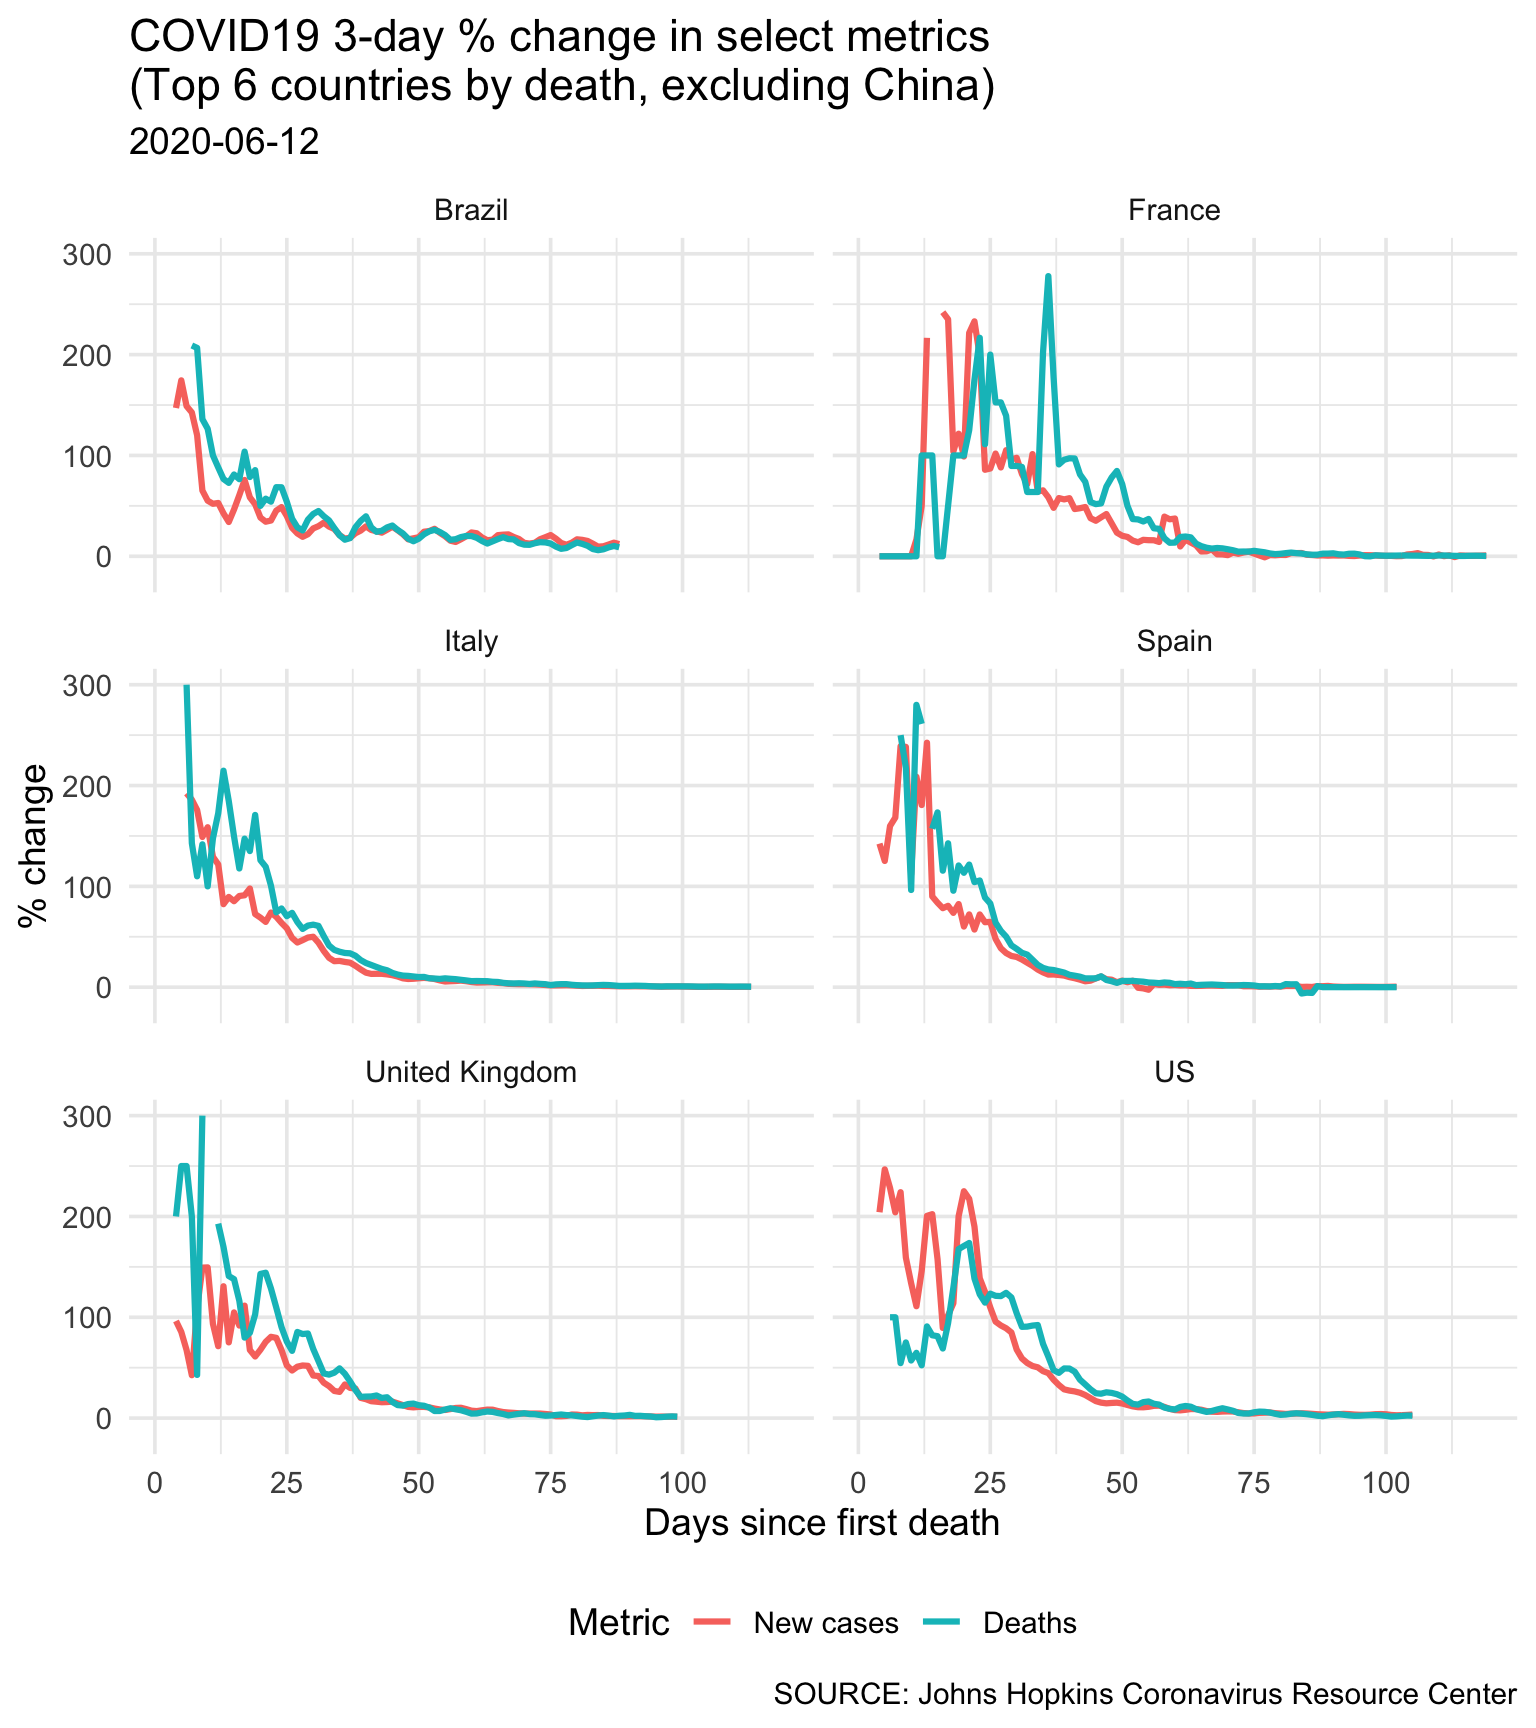 COVID19 3-day % change in select metrics
(Top 6 countries by death, excluding China)
2020-06-12
Brazil
France
300
200
100
0
Italy
Spain
% change
300
200
100
0
United Kingdom
US
300
200
100
0
0 25 50 75 100
0 25 50 75 100
Days since first death
Metric New cases Deaths
SOURCE: Johns Hopkins Coronavirus Resource Center